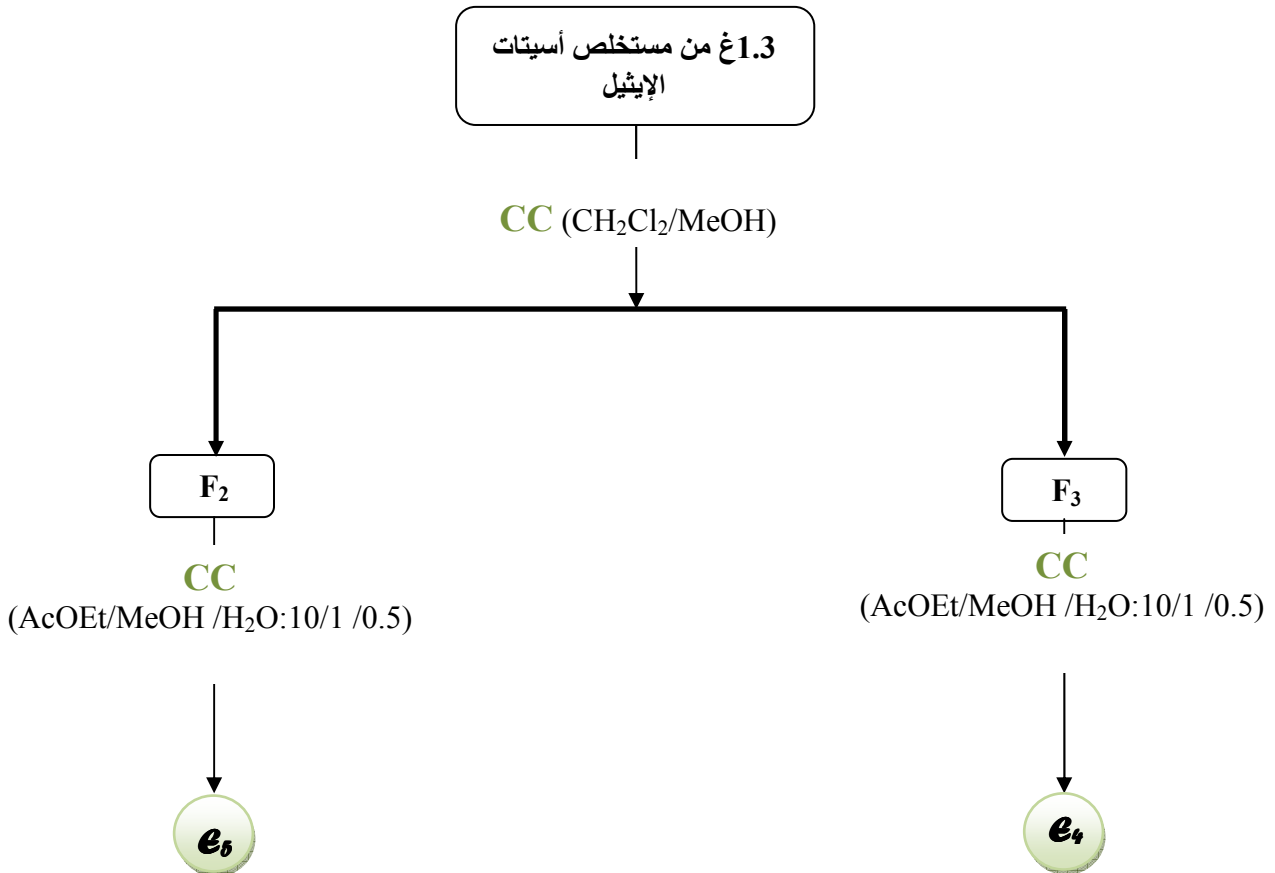 1.3غ من مستخلص أسيتات
الإيثيل
CC (CH₂Cl₂/MeOH)
F₂
F₃
CC
(AcOEt/MeOH /H₂O:10/1 /0.5)
CC
(AcOEt/MeOH /H₂O:10/1 /0.5)
e₅
e₄